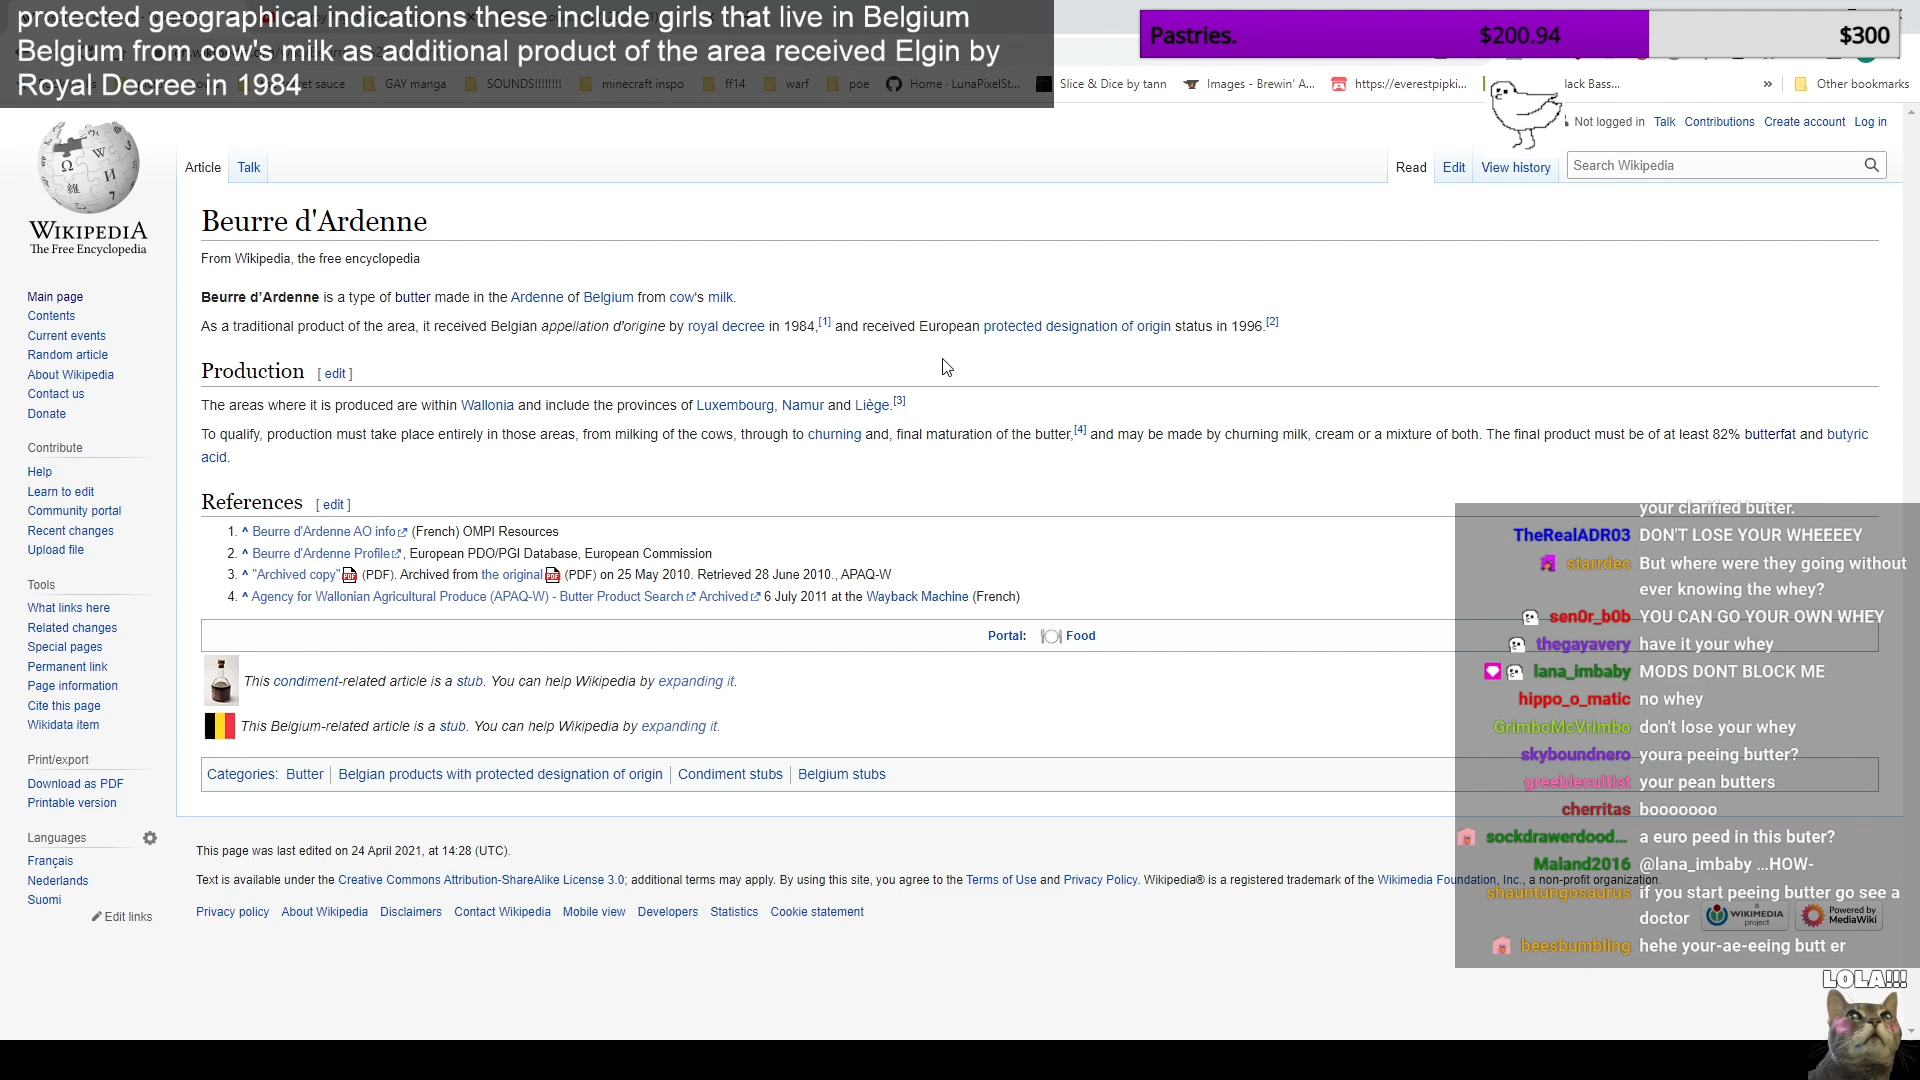 protected geographical indications these include girls that live in Belgium
Belgium from cow's milk as additional product of the area received Elgin by
Royal Decree in 1984
Pastries. $200.94 $300
et sauce GAY manga SOUNDS!!!!!!!! minecraft inspo ff14 warf poe Home - LunaPixelSt... Slice & Dice by tann Images - Brewin' A... https://everestpipki... lack Bass... » Other bookmarks
Not logged in Talk Contributions Create account Log in
Article Talk Read Edit View history Search Wikipedia
WIKIPEDIA
The Free Encyclopedia
Main page
Contents
Current events
Random article
About Wikipedia
Contact us
Donate
Contribute
Help
Learn to edit
Community portal
Recent changes
Upload file
Tools
What links here
Related changes
Special pages
Permanent link
Page information
Cite this page
Wikidata item
Print/export
Download as PDF
Printable version
Languages
Français
Nederlands
Suomi
Edit links
Beurre d'Ardenne
From Wikipedia, the free encyclopedia
Beurre d'Ardenne is a type of butter made in the Ardenne of Belgium from cow's milk.
As a traditional product of the area, it received Belgian appellation d'origine by royal decree in 1984,[1] and received European protected designation of origin status in 1996.[2]
Production [ edit ]
The areas where it is produced are within Wallonia and include the provinces of Luxembourg, Namur and Liège.[3]
To qualify, production must take place entirely in those areas, from milking of the cows, through to churning and, final maturation of the butter,[4] and may be made by churning milk, cream or a mixture of both. The final product must be of at least 82% butterfat and butyric
acid.
References [ edit ]
1. ^ Beurre d'Ardenne AO info (French) OMPI Resources
2. ^ Beurre d'Ardenne Profile, European PDO/PGI Database, European Commission
3. ^ "Archived copy" (PDF). Archived from the original (PDF) on 25 May 2010. Retrieved 28 June 2010., APAQ-W
4. ^ Agency for Wallonian Agricultural Produce (APAQ-W) - Butter Product Search Archived 6 July 2011 at the Wayback Machine (French)
Portal: Food
This condiment-related article is a stub. You can help Wikipedia by expanding it.
This Belgium-related article is a stub. You can help Wikipedia by expanding it.
Categories: Butter | Belgian products with protected designation of origin | Condiment stubs | Belgium stubs
This page was last edited on 24 April 2021, at 14:28 (UTC).
Text is available under the Creative Commons Attribution-ShareAlike License 3.0; additional terms may apply. By using this site, you agree to the Terms of Use and Privacy Policy. Wikipedia® is a registered trademark of the Wikimedia Foundation, Inc., a non-profit organization.
Privacy policy About Wikipedia Disclaimers Contact Wikipedia Mobile view Developers Statistics Cookie statement
your clarified butter.
TheRealADR03 DON'T LOSE YOUR WHEEEEY
starrdec But where were they going without
ever knowing the whey?
sen0r_b0b YOU CAN GO YOUR OWN WHEY
thegayavery have it your whey
lana_imbaby MODS DONT BLOCK ME
hippo_o_matic no whey
GrimboMcVrimbo don't lose your whey
skyboundnero youra peeing butter?
greeblecultist your pean butters
cherritas booooooo
sockdrawerdood... a euro peed in this buter?
Maland2016 @lana_imbaby ...HOW-
shauntungosaurus if you start peeing butter go see a
doctor
a WIKIMEDIA project
Powered by MediaWiki
beesbumbling hehe your-ae-eeing butt er
LOLA!!!